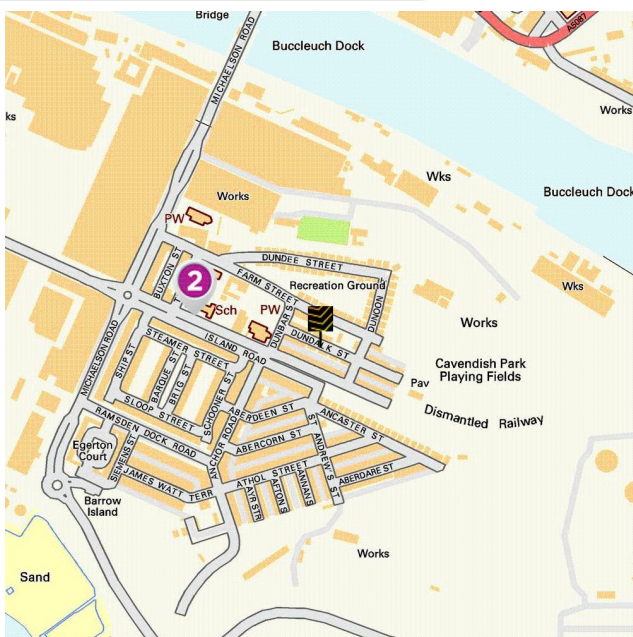 Bridge
Buccleuch Dock
A5087
MICHAELSON ROAD
Works
ks
Wks
Buccleuch Dock
Works
PW
DUNDEE STREET
BUXTON ST
FARM STREET
Recreation Ground
Wks
2
Sch
PW
DUNBAR ST
DUNOON
Works
DUNDALK ST
ISLAND ROAD
STEAMER STREET
Cavendish Park
Playing Fields
MICHAELSON ROAD
SHIP ST
BARQUE ST
BRIG ST
SCHOONER ST
Pav
Dismantled Railway
SLOOP STREET
ABERDEEN ST
ANCASTER ST
RAMSDEN DOCK ROAD
ANCHOR ROAD
ABERCORN ST
ST ANDREW'S ST
Egerton
Court
SIEMENS ST
JAMES WATT TERR
ATHOL STREET
ABERDARE ST
AYR STR
AFTON S
ANNAN S
Barrow
Island
Works
Sand